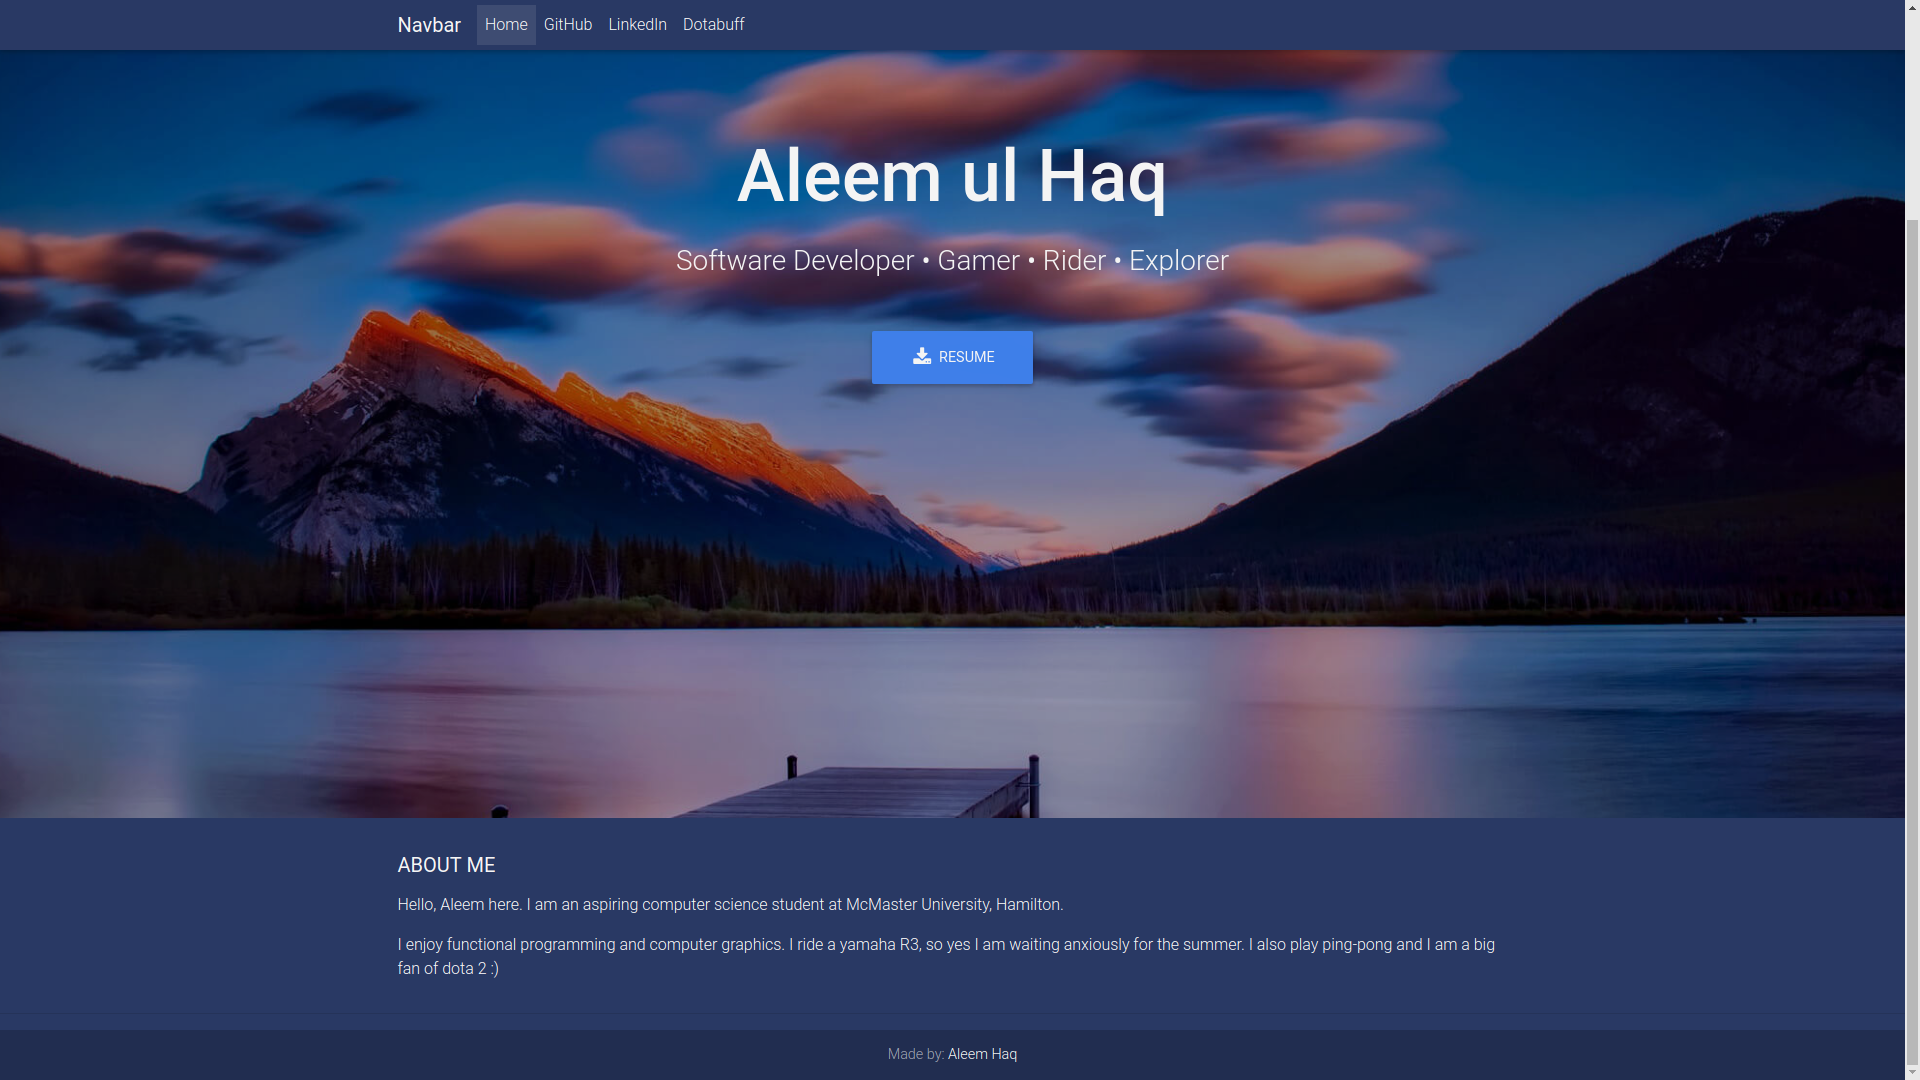 Navbar Home GitHub LinkedIn Dotabuff
Aleem ul Haq
Software Developer • Gamer • Rider • Explorer
RESUME
ABOUT ME
Hello, Aleem here. I am an aspiring computer science student at McMaster University, Hamilton.
I enjoy functional programming and computer graphics. I ride a yamaha R3, so yes I am waiting anxiously for the summer. I also play ping-pong and I am a big
fan of dota 2 :)
Made by: Aleem Haq